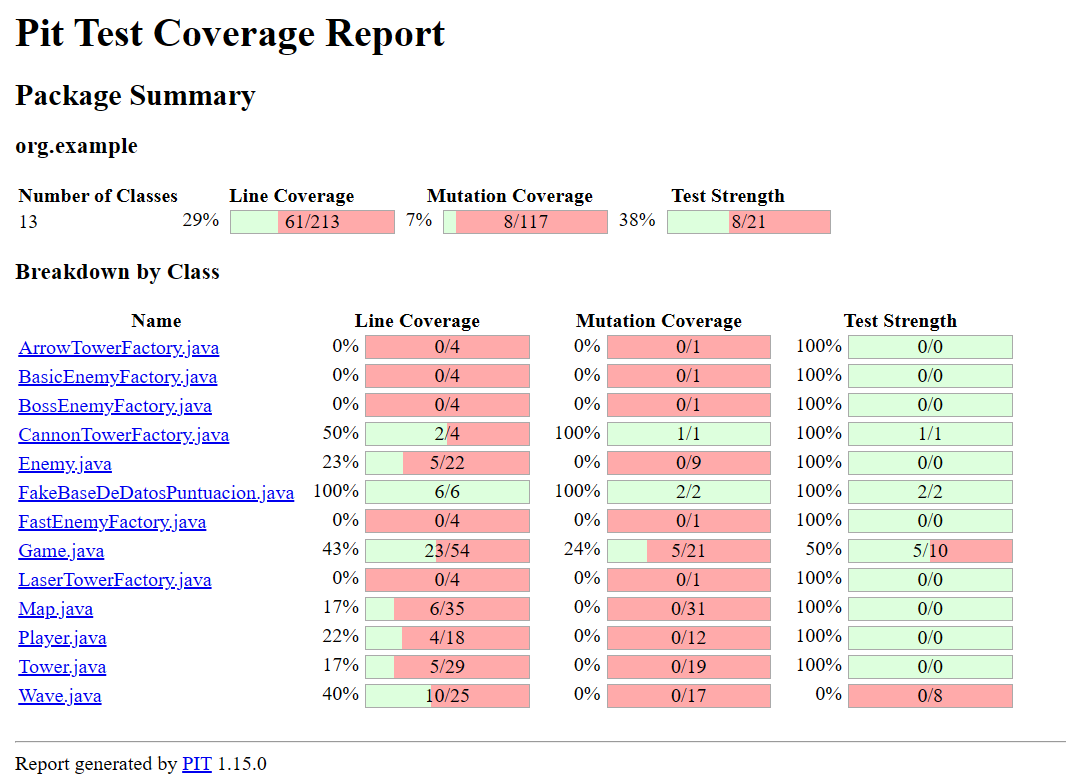 Pit Test Coverage Report
Package Summary
org.example
Number of Classes Line Coverage Mutation Coverage Test Strength
13 29% 61/213 7% 8/117 38% 8/21
Breakdown by Class
Name Line Coverage Mutation Coverage Test Strength
ArrowTowerFactory.java 0% 0/4 0% 0/1 100% 0/0
BasicEnemyFactory.java 0% 0/4 0% 0/1 100% 0/0
BossEnemyFactory.java 0% 0/4 0% 0/1 100% 0/0
CannonTowerFactory.java 50% 2/4 100% 1/1 100% 1/1
Enemy.java 23% 5/22 0% 0/9 100% 0/0
FakeBaseDeDatosPuntuacion.java 100% 6/6 100% 2/2 100% 2/2
FastEnemyFactory.java 0% 0/4 0% 0/1 100% 0/0
Game.java 43% 23/54 24% 5/21 50% 5/10
LaserTowerFactory.java 0% 0/4 0% 0/1 100% 0/0
Map.java 17% 6/35 0% 0/31 100% 0/0
Player.java 22% 4/18 0% 0/12 100% 0/0
Tower.java 17% 5/29 0% 0/19 100% 0/0
Wave.java 40% 10/25 0% 0/17 0% 0/8
Report generated by PIT 1.15.0